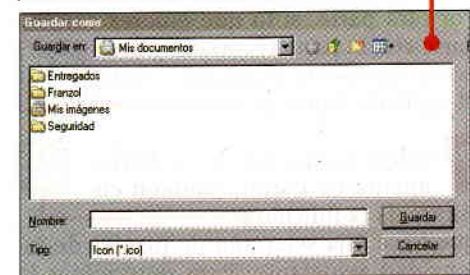 Guardar como
Guardar en: Mis documentos
Entregados
Franzol
Mis imágenes
Seguridad
Nombre:
Guardar
Tipo: Icon (*.ico)
Cancelar